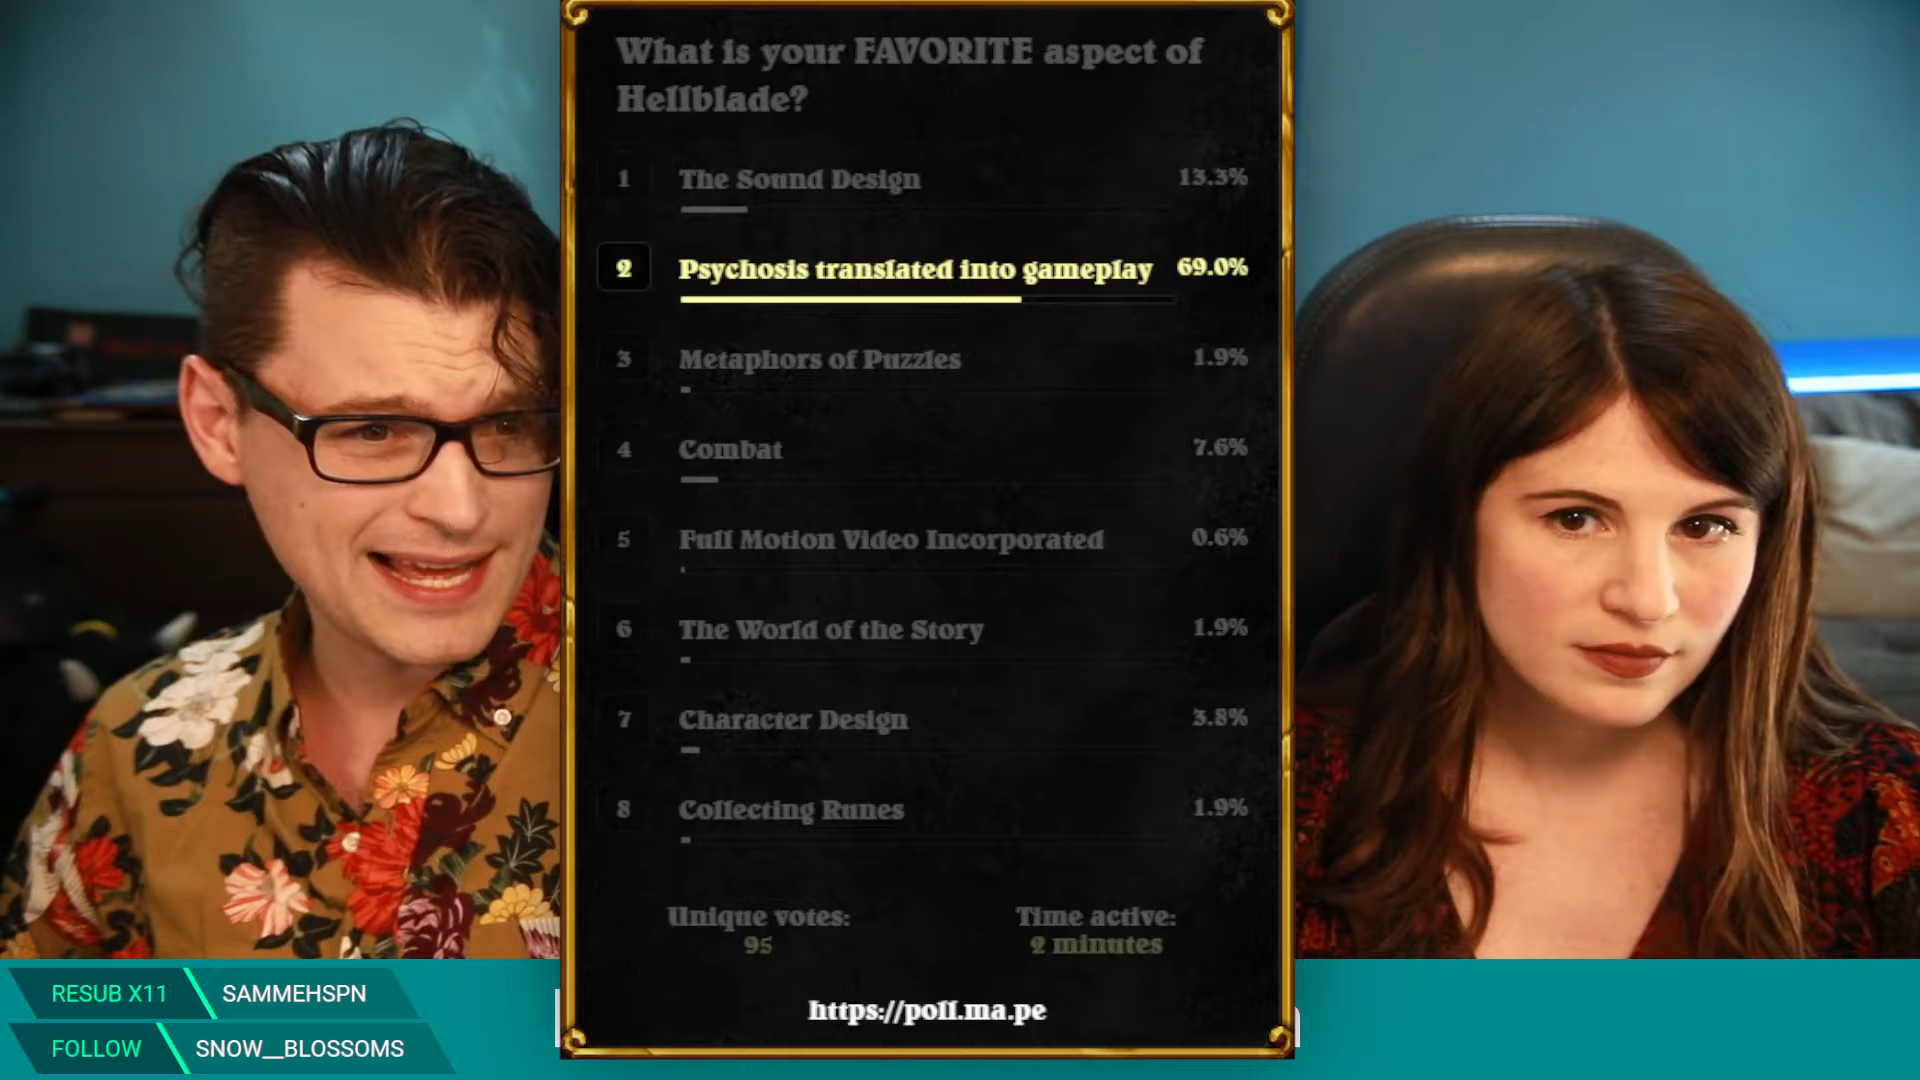 What is your FAVORITE aspect of
Hellblade?
1 The Sound Design 13.3%
2 Psychosis translated into gameplay 69.0%
3 Metaphors of Puzzles 1.9%
4 Combat 7.6%
5 Full Motion Video Incorporated 0.6%
6 The World of the Story 1.9%
7 Character Design 3.8%
8 Collecting Runes 1.9%
Unique votes: Time active:
95 2 minutes
https://poll.ma.pe
RESUB X11 SAMMEHSPN
FOLLOW SNOW__BLOSSOMS